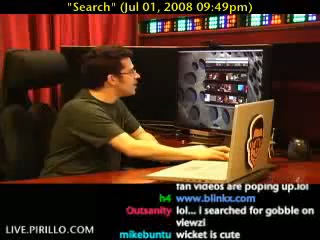 "Search" (Jul 01, 2008 09:49pm)
fan videos are poping up.lol
h4 www.blinkx.com
Outsanity lol... i searched for gobble on
viewzi
mikebuntu wicket is cute
LIVE.PIRILLO.COM